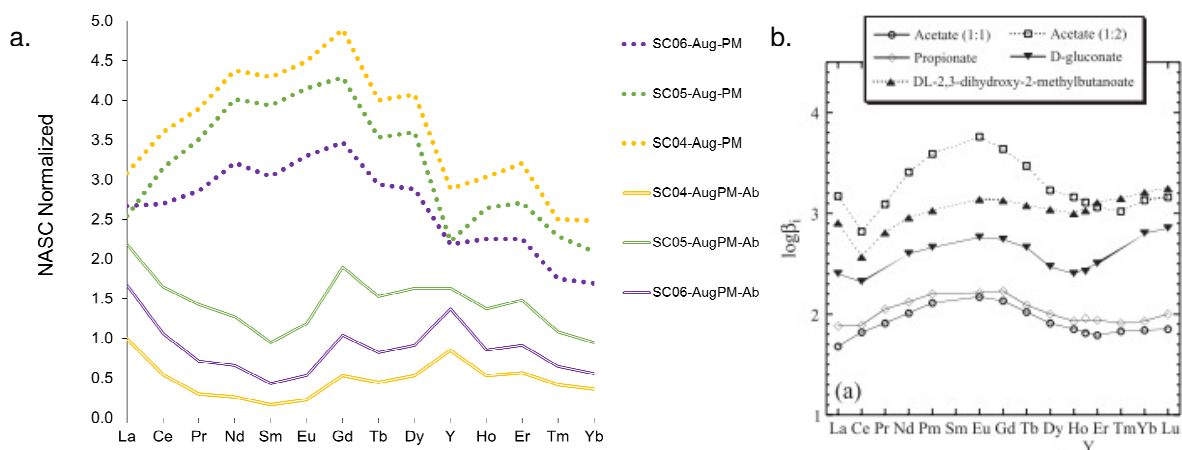 a.
NASC Normalized
5.0
4.5
4.0
3.5
3.0
2.5
2.0
1.5
1.0
0.5
0.0
La Ce Pr Nd Sm Eu Gd Tb Dy Y Ho Er Tm Yb
SC06-Aug-PM
SC05-Aug-PM
SC04-Aug-PM
SC04-AugPM-Ab
SC05-AugPM-Ab
SC06-AugPM-Ab
b.
Acetate (1:1) Acetate (1:2)
Propionate D-gluconate
DL-2,3-dihydroxy-2-methylbutanoate
logβi
4
3
2
1
(a)
La Ce Pr Nd Pm Sm Eu Gd Tb Dy Ho Er Tm Yb Lu
Y